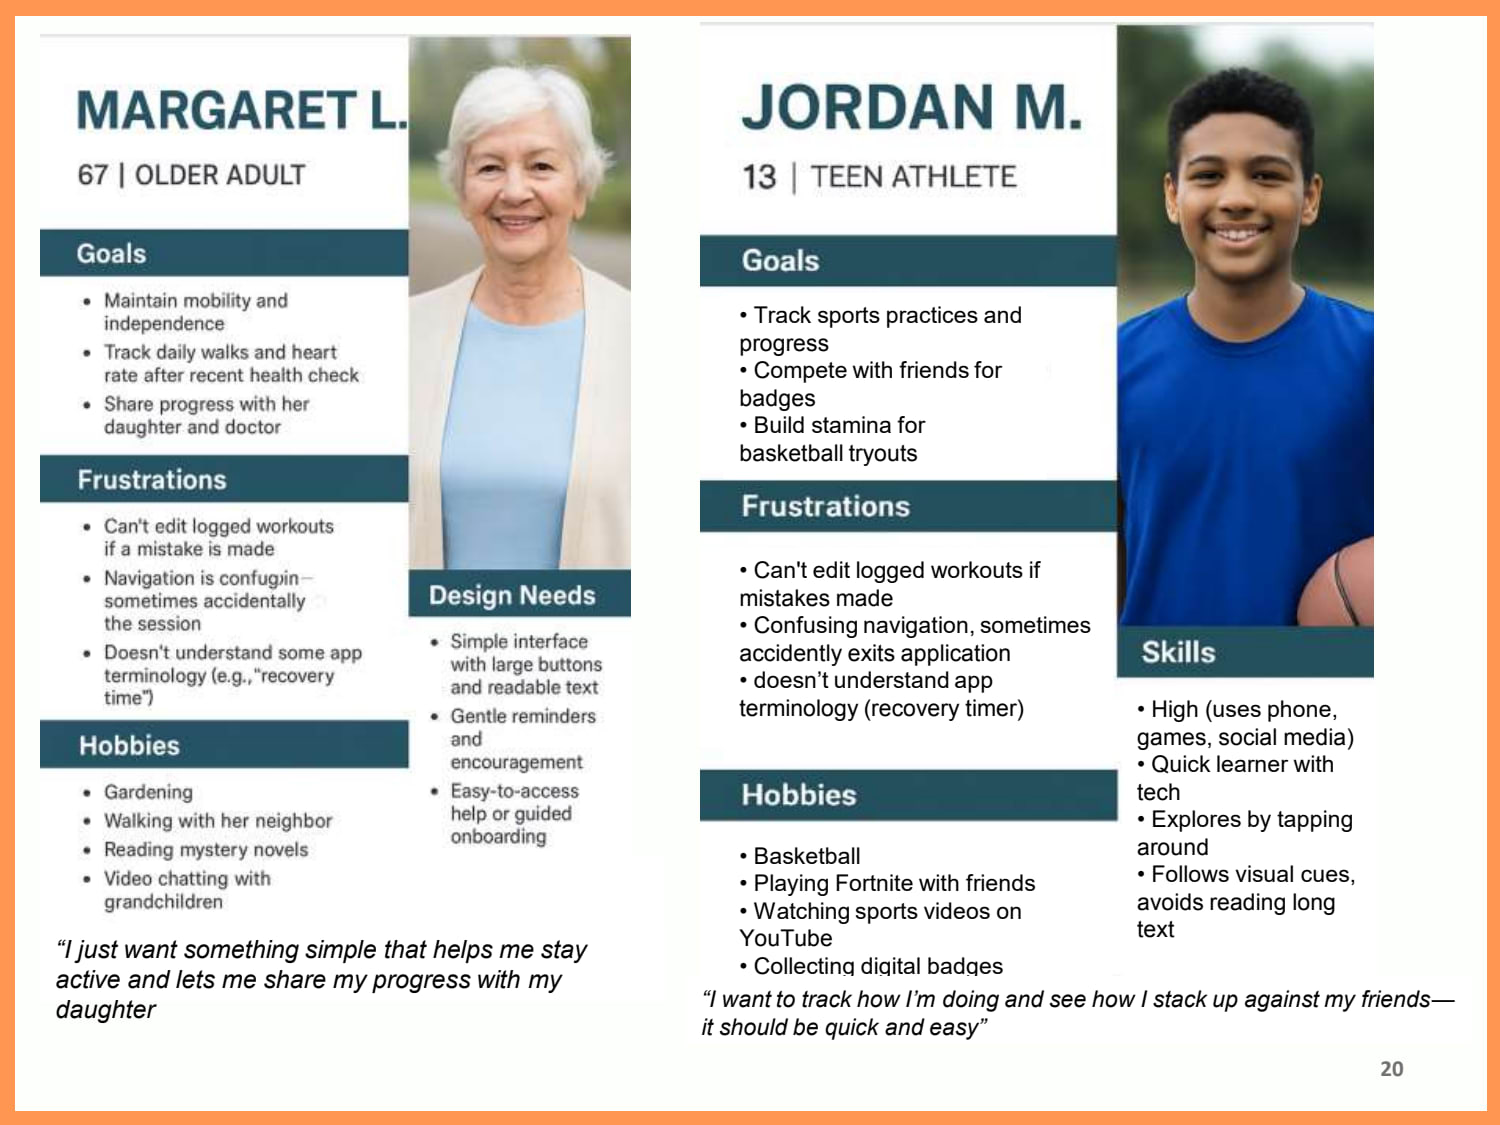 MARGARET L.
67 | OLDER ADULT
Goals
• Maintain mobility and
independence
• Track daily walks and heart
rate after recent health check
• Share progress with her
daughter and doctor
Frustrations
• Can't edit logged workouts
if a mistake is made
• Navigation is confugin—
sometimes accidentally
the session
• Doesn't understand some app
terminology (e.g.,“recovery
time”)
Hobbies
• Gardening
• Walking with her neighbor
• Reading mystery novels
• Video chatting with
grandchildren
Design Needs
• Simple interface
with large buttons
and readable text
• Gentle reminders
and
encouragement
• Easy-to-access
help or guided
onboarding
“I just want something simple that helps me stay
active and lets me share my progress with my
daughter
JORDAN M.
13 | TEEN ATHLETE
Goals
• Track sports practices and
progress
• Compete with friends for
badges
• Build stamina for
basketball tryouts
Frustrations
• Can't edit logged workouts if
mistakes made
• Confusing navigation, sometimes
accidently exits application
• doesn’t understand app
terminology (recovery timer)
Hobbies
• Basketball
• Playing Fortnite with friends
• Watching sports videos on
YouTube
• Collecting digital badges
Skills
• High (uses phone,
games, social media)
• Quick learner with
tech
• Explores by tapping
around
• Follows visual cues,
avoids reading long
text
“I want to track how I’m doing and see how I stack up against my friends—
it should be quick and easy”
20